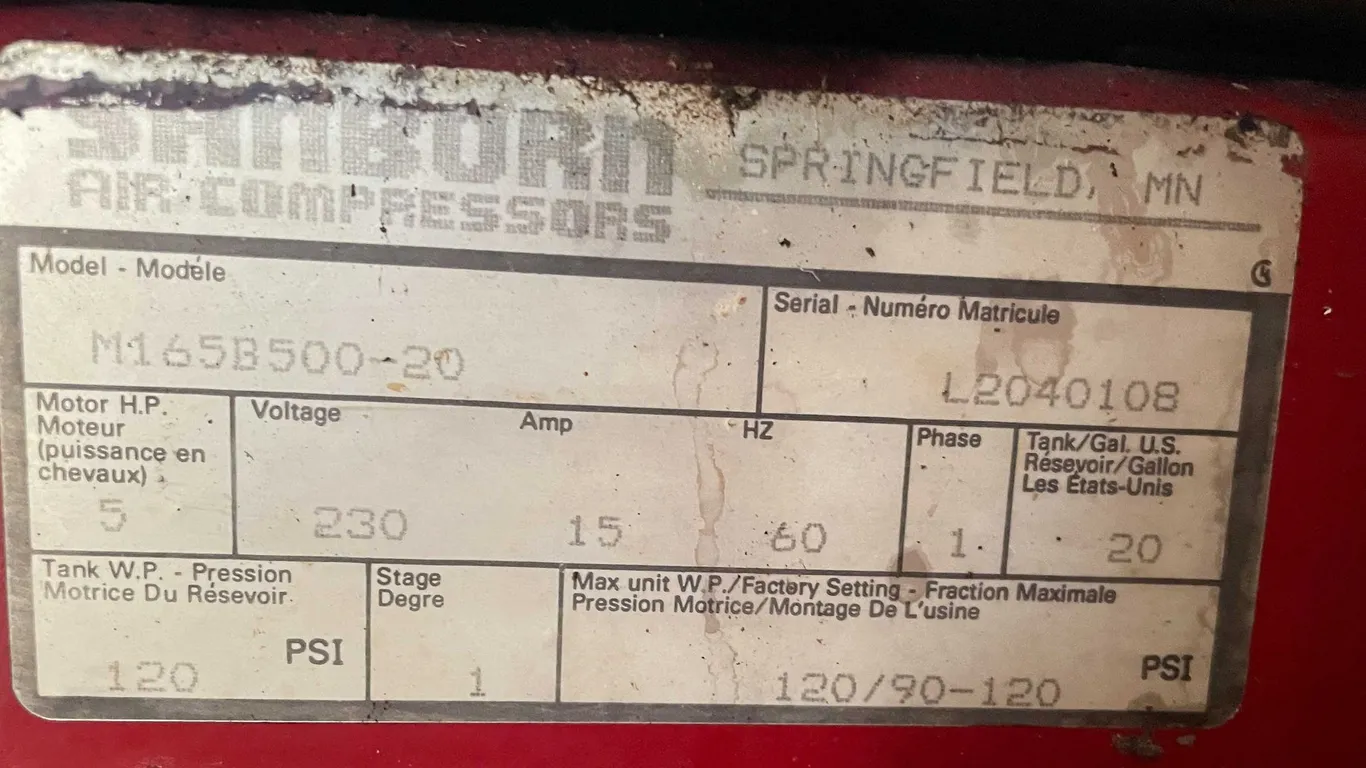 SANBORN
AIR COMPRESSORS
SPRINGFIELD, MN
Model - Modéle
M165B500-20
Serial - Numéro Matricule
L2040108
Motor H.P.
Moteur
(puissance en
chevaux)
5
Voltage
230
Amp
15
HZ
60
Phase
1
Tank/Gal. U.S.
Résevoir/Gallon
Les États-Unis
20
Tank W.P. - Pression
Motrice Du Résevoir
120 PSI
Stage
Degre
1
Max unit W.P./Factory Setting - Fraction Maximale
Pression Motrice/Montage De L'usine
120/90-120 PSI